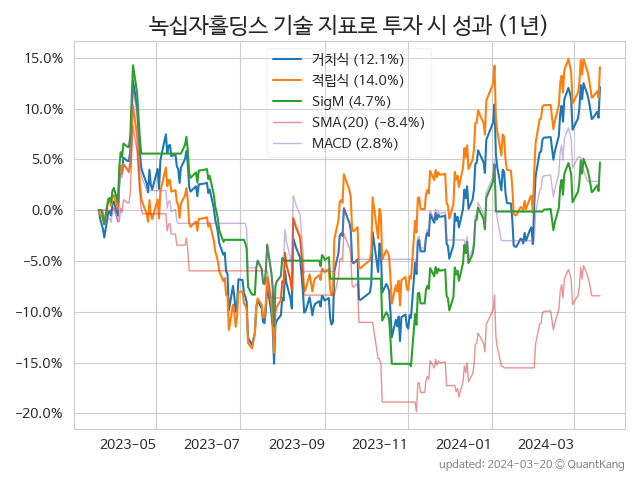 녹십자홀딩스 기술 지표로 투자 시 성과 (1년)
15.0%
10.0%
5.0%
0.0%
−5.0%
−10.0%
−15.0%
−20.0%
거치식 (12.1%)
적립식 (14.0%)
SigM (4.7%)
SMA(20) (−8.4%)
MACD (2.8%)
2023-05 2023-07 2023-09 2023-11 2024-01 2024-03
updated: 2024-03-20 © QuantKang